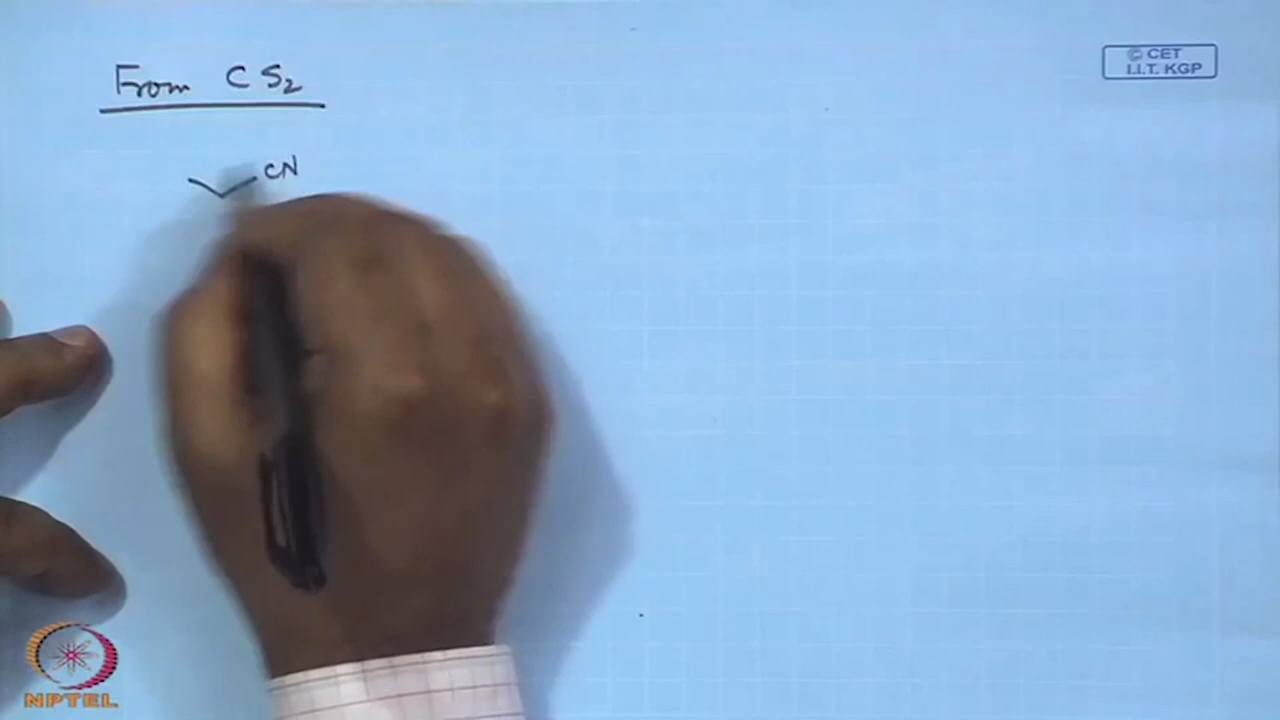 From CS₂
CN
© CET
I.I.T. KGP
NPTEL